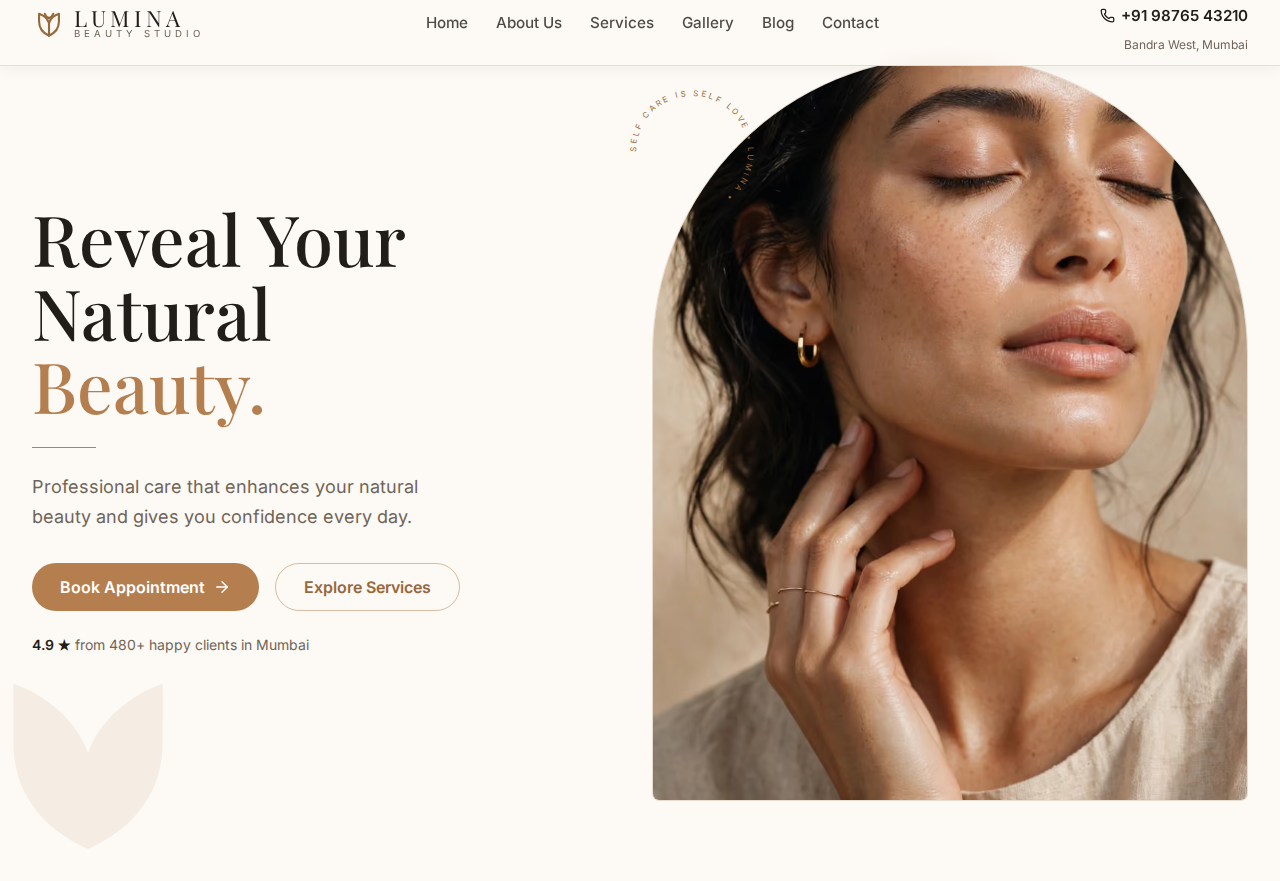 LUMINA
BEAUTY STUDIO
Home
About Us
Services
Gallery
Blog
Contact
+91 98765 43210
Bandra West, Mumbai
SELF CARE IS SELF LOVE • LUMINA •
Reveal Your
Natural
Beauty.
Professional care that enhances your natural
beauty and gives you confidence every day.
Book Appointment →
Explore Services
4.9 ★ from 480+ happy clients in Mumbai